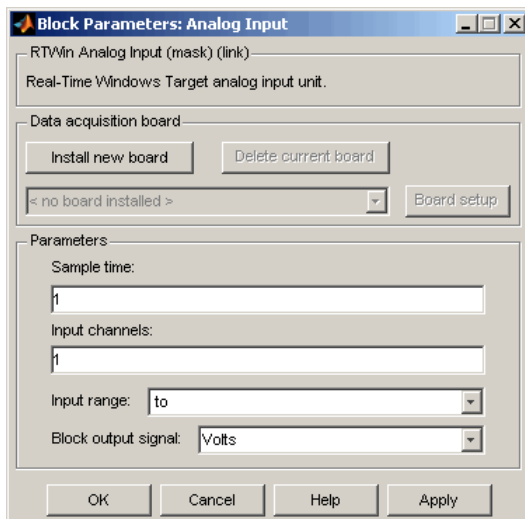 Block Parameters: Analog Input
RTWin Analog Input (mask) (link)
Real-Time Windows Target analog input unit.
Data acquisition board
Install new board
Delete current board
< no board installed >
Board setup
Parameters
Sample time:
1
Input channels:
1
Input range: to
Block output signal: Volts
OK Cancel Help Apply